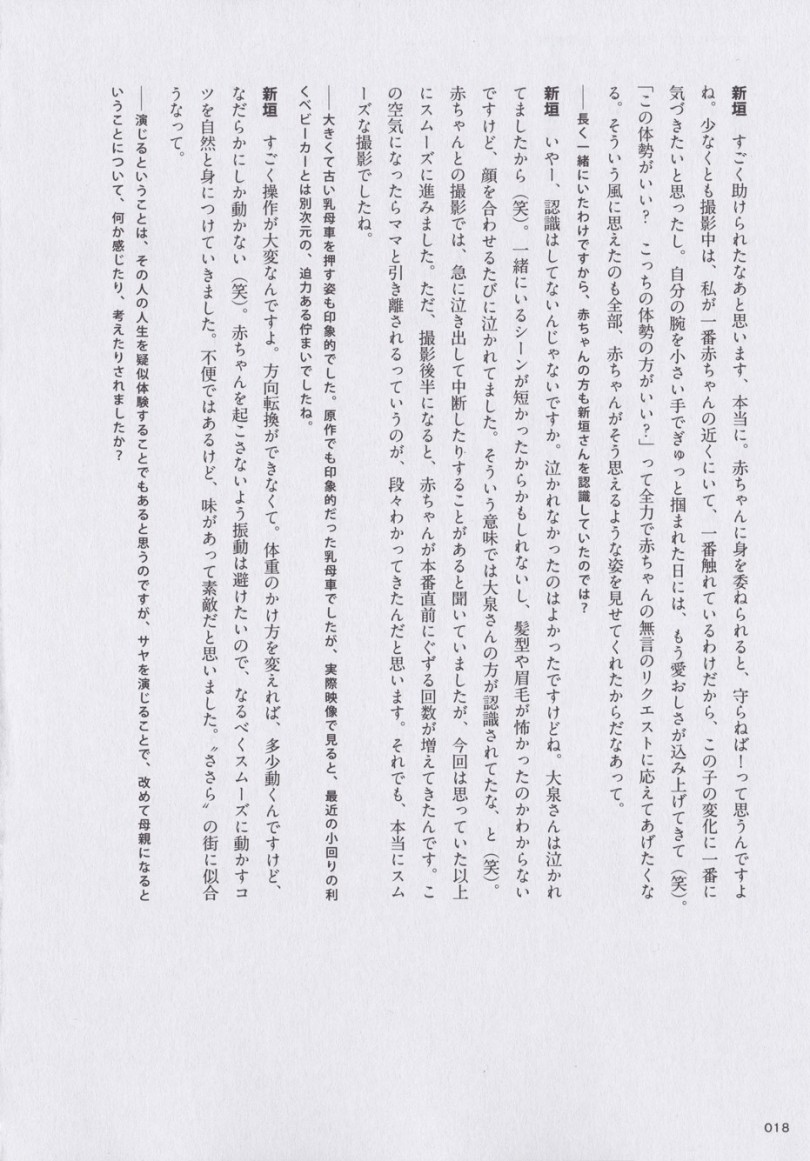 新垣　すごく助けられたなあと思います、本当に。赤ちゃんに身を委ねられると、守らねば！って思うんですよ
ね。少なくとも撮影中は、私が一番赤ちゃんの近くにいて、一番触れているわけだから、この子の変化に一番に
気づきたいと思ったし。自分の腕を小さい手でぎゅっと掴まれた日には、もう愛おしさが込み上げてきて（笑）。
「この体勢がいい？　こっちの体勢の方がいい？」って全力で赤ちゃんの無言のリクエストに応えてあげたくな
る。そういう風に思えたのも全部、赤ちゃんがそう思えるような姿を見せてくれたからだなあって。
――長く一緒にいたわけですから、赤ちゃんの方も新垣さんを認識していたのでは？
新垣　いやー、認識はしてないんじゃないですか。泣かれなかったのはよかったですけどね。大泉さんは泣かれ
てましたから（笑）。一緒にいるシーンが短かったからかもしれないし、髪型や眉毛が怖かったのかわからない
ですけど、顔を合わせるたびに泣かれてました。そういう意味では大泉さんの方が認識されてたな、と（笑）。
赤ちゃんとの撮影では、急に泣き出して中断したりすることがあると聞いていましたが、今回は思っていた以上
にスムーズに進みました。ただ、撮影後半になると、赤ちゃんが本番直前にぐずる回数が増えてきたんです。こ
の空気になったらママと引き離されるっていうのが、段々わかってきたんだと思います。それでも、本当にスム
ーズな撮影でしたね。
――大きくて古い乳母車を押す姿も印象的でした。原作でも印象的だった乳母車でしたが、実際映像で見ると、最近の小回りの利
くベビーカーとは別次元の、迫力ある佇まいでしたね。
新垣　すごく操作が大変なんですよ。方向転換ができなくて。体重のかけ方を変えれば、多少動くんですけど、
なだらかにしか動かない（笑）。赤ちゃんを起こさないよう振動は避けたいので、なるべくスムーズに動かすコ
ツを自然と身につけていきました。不便ではあるけど、味があって素敵だと思いました。〝ささら〟の街に似合
うなって。
――演じるということは、その人の人生を疑似体験することでもあると思うのですが、サヤを演じることで、改めて母親になると
いうことについて、何か感じたり、考えたりされましたか？
018